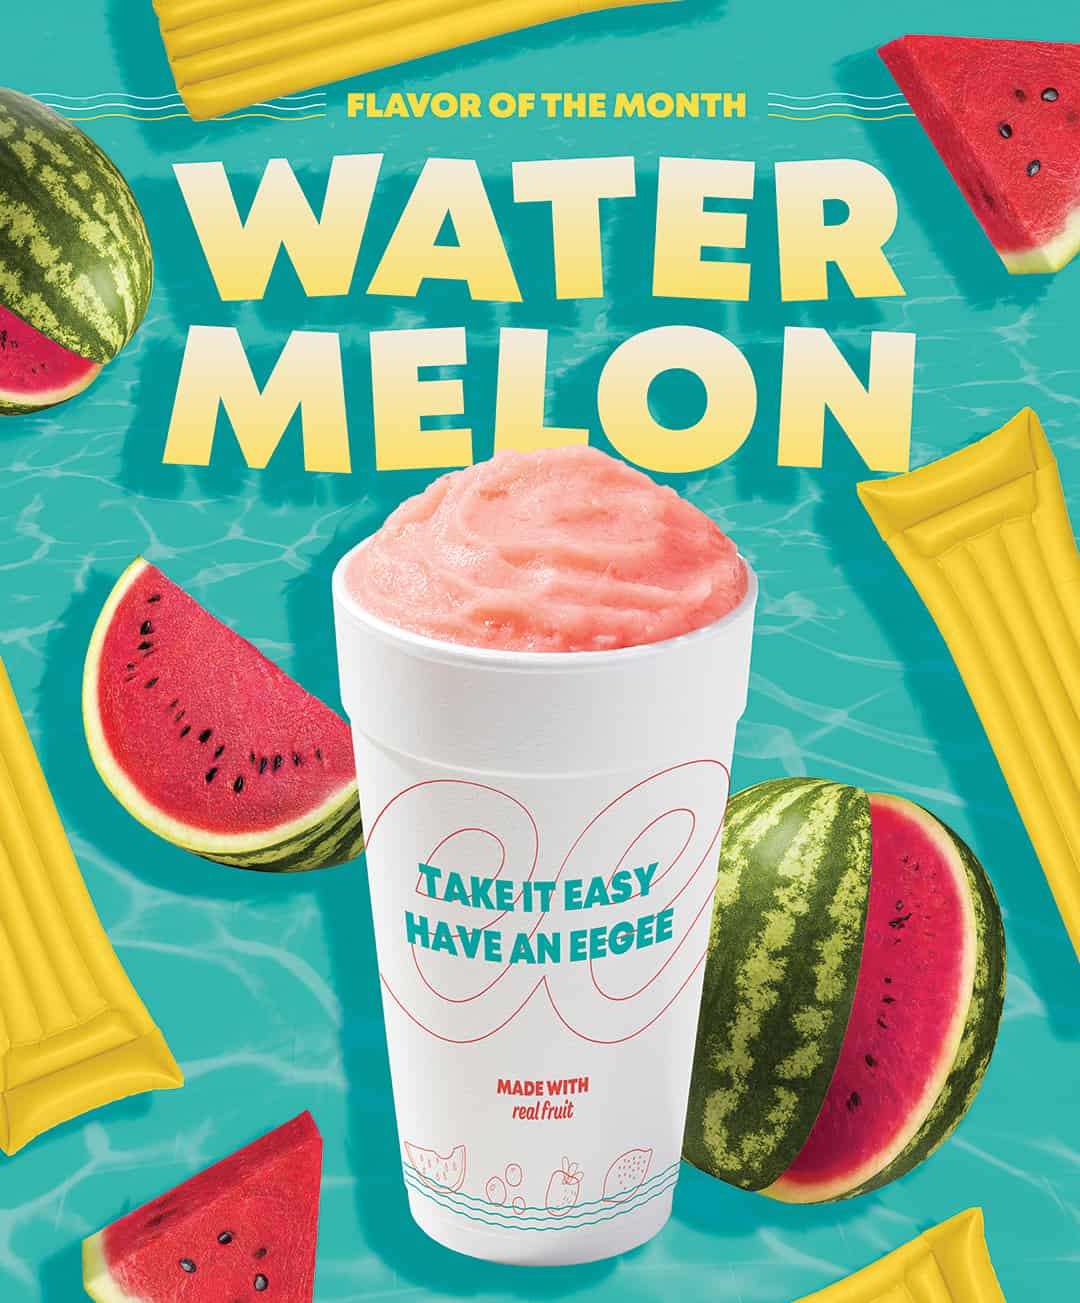 FLAVOR OF THE MONTH
WATER
MELON
TAKE IT EASY
HAVE AN EEGEE
MADE WITH
real fruit